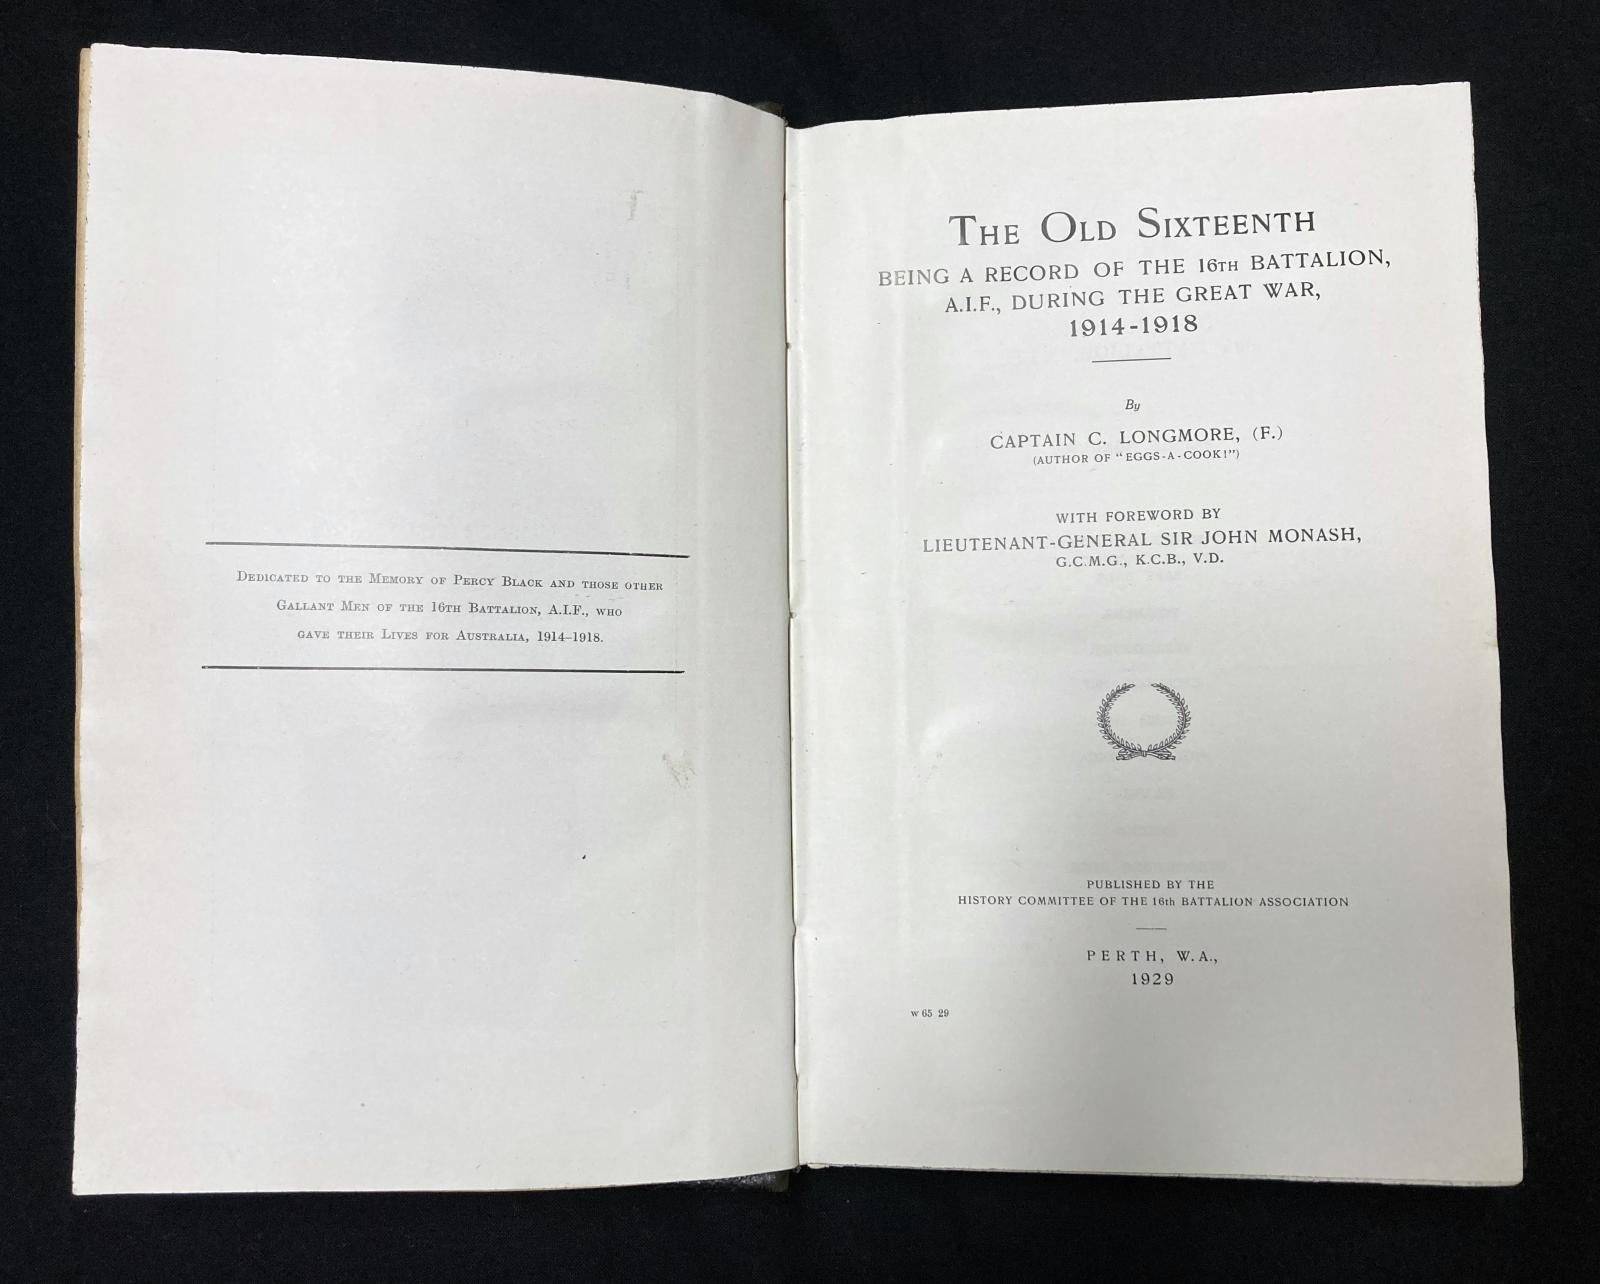 Dedicated to the Memory of Percy Black and those other
Gallant Men of the 16th Battalion, A.I.F., who
gave their Lives for Australia, 1914–1918.
The Old Sixteenth
BEING A RECORD OF THE 16TH BATTALION,
A.I.F., DURING THE GREAT WAR,
1914-1918
By
CAPTAIN C. LONGMORE, (F.)
(AUTHOR OF "EGGS-A-COOK!")
WITH FOREWORD BY
LIEUTENANT-GENERAL SIR JOHN MONASH,
G.C.M.G., K.C.B., V.D.
PUBLISHED BY THE
HISTORY COMMITTEE OF THE 16th BATTALION ASSOCIATION
PERTH, W.A.,
1929
w 65 29